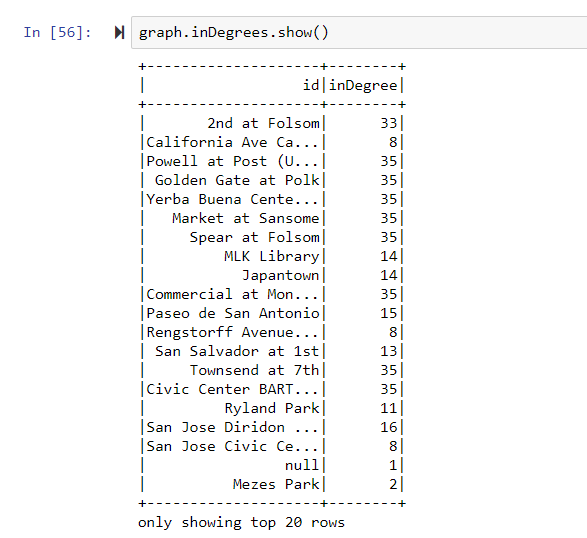 In [56]: graph.inDegrees.show()
+--------------------+--------+
|                  id|inDegree|
+--------------------+--------+
|       2nd at Folsom|      33|
|California Ave Ca...|       8|
|Powell at Post (U...|      35|
| Golden Gate at Polk|      35|
|Yerba Buena Cente...|      35|
|   Market at Sansome|      35|
|     Spear at Folsom|      35|
|         MLK Library|      14|
|           Japantown|      14|
|Commercial at Mon...|      35|
|Paseo de San Antonio|      15|
|Rengstorff Avenue...|       8|
| San Salvador at 1st|      13|
|     Townsend at 7th|      35|
|Civic Center BART...|      35|
|         Ryland Park|      11|
|San Jose Diridon ...|      16|
|San Jose Civic Ce...|       8|
|                null|       1|
|          Mezes Park|       2|
+--------------------+--------+
only showing top 20 rows